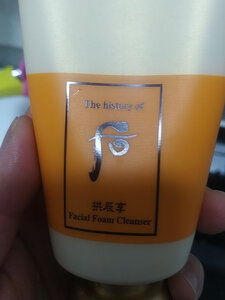 The history of
后
拱辰享
Facial Foam Cleanser